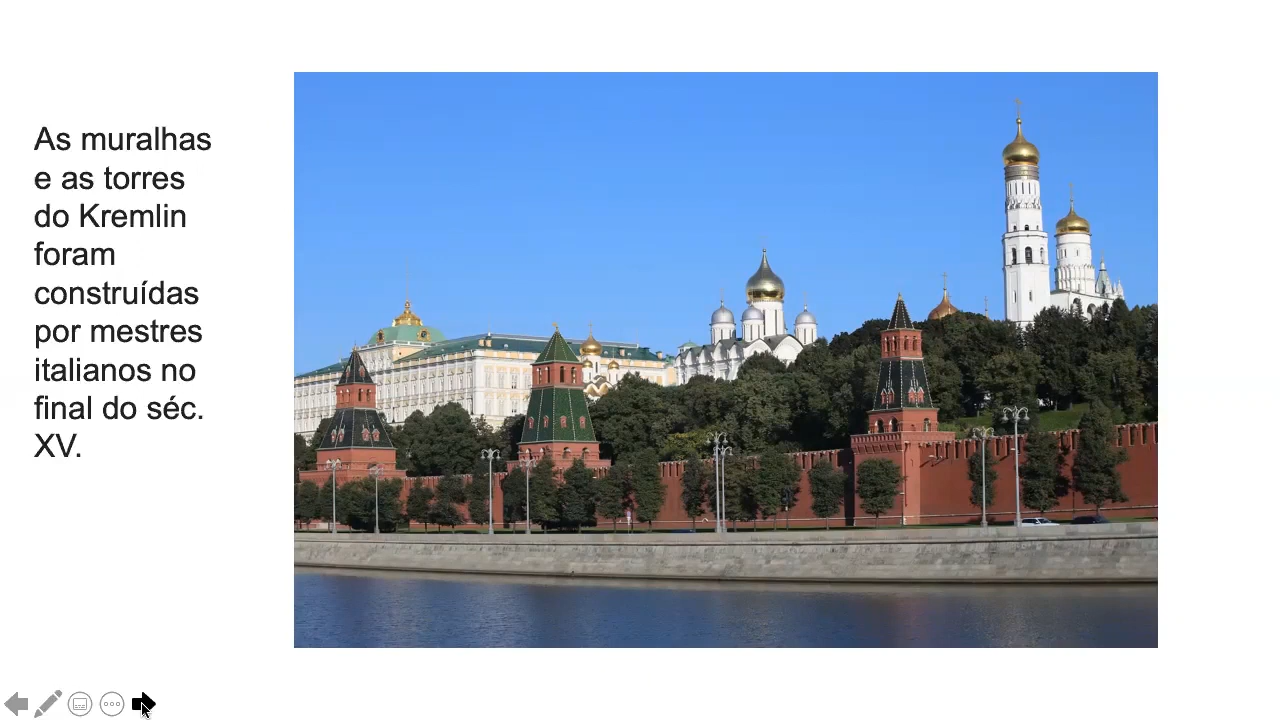 As muralhas
e as torres
do Kremlin
foram
construídas
por mestres
italianos no
final do séc.
XV.